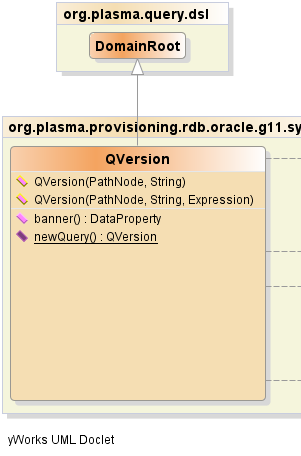 org.plasma.query.dsl
DomainRoot
org.plasma.provisioning.rdb.oracle.g11.sy
QVersion
QVersion(PathNode, String)
QVersion(PathNode, String, Expression)
banner() : DataProperty
newQuery() : QVersion
yWorks UML Doclet